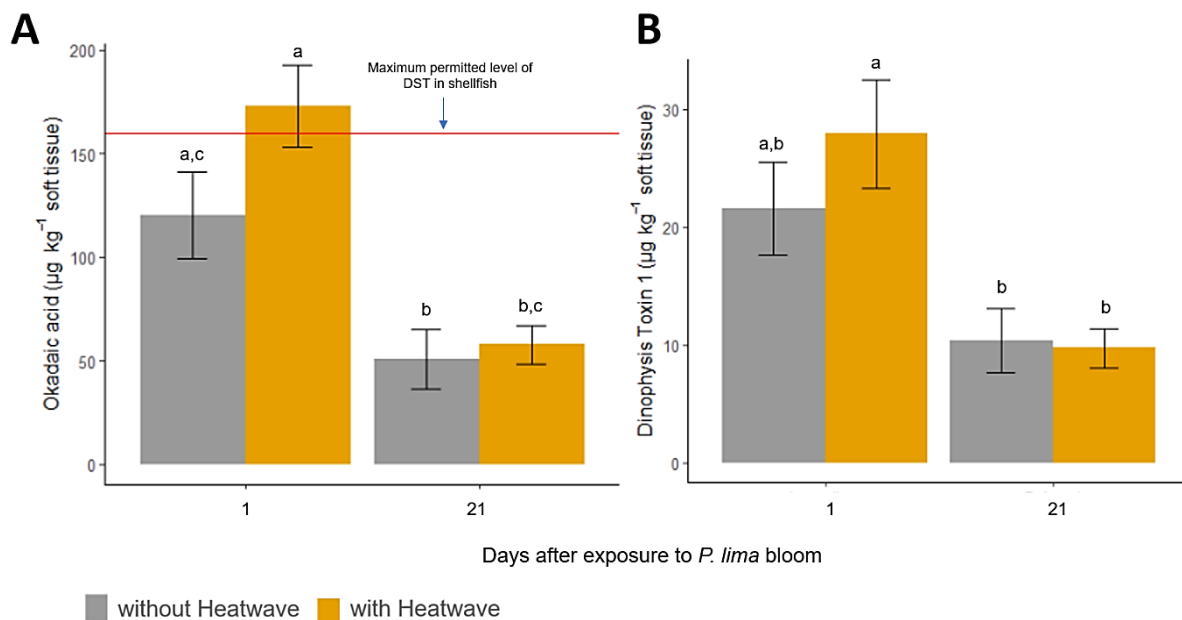 A
Okadaic acid (µg kg⁻¹ soft tissue)
200
150
100
50
0
Maximum permitted level of
DST in shellfish
a,c
a
b
b,c
1
21
B
Dinophysis Toxin 1 (µg kg⁻¹ soft tissue)
30
20
10
0
a,b
a
b
b
1
21
Days after exposure to P. lima bloom
without Heatwave
with Heatwave